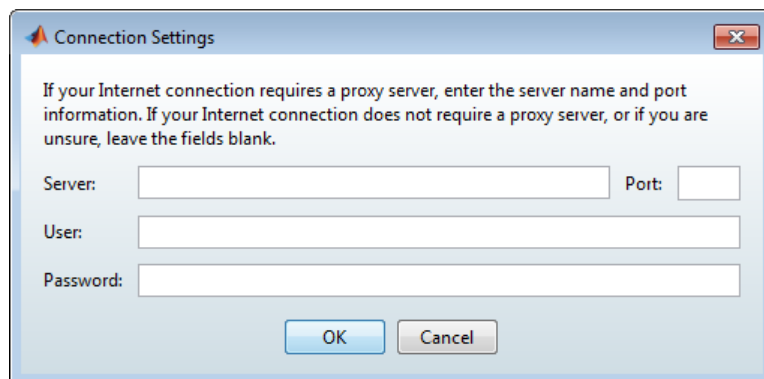 Connection Settings
If your Internet connection requires a proxy server, enter the server name and port
information. If your Internet connection does not require a proxy server, or if you are
unsure, leave the fields blank.
Server: Port:
User:
Password:
OK Cancel